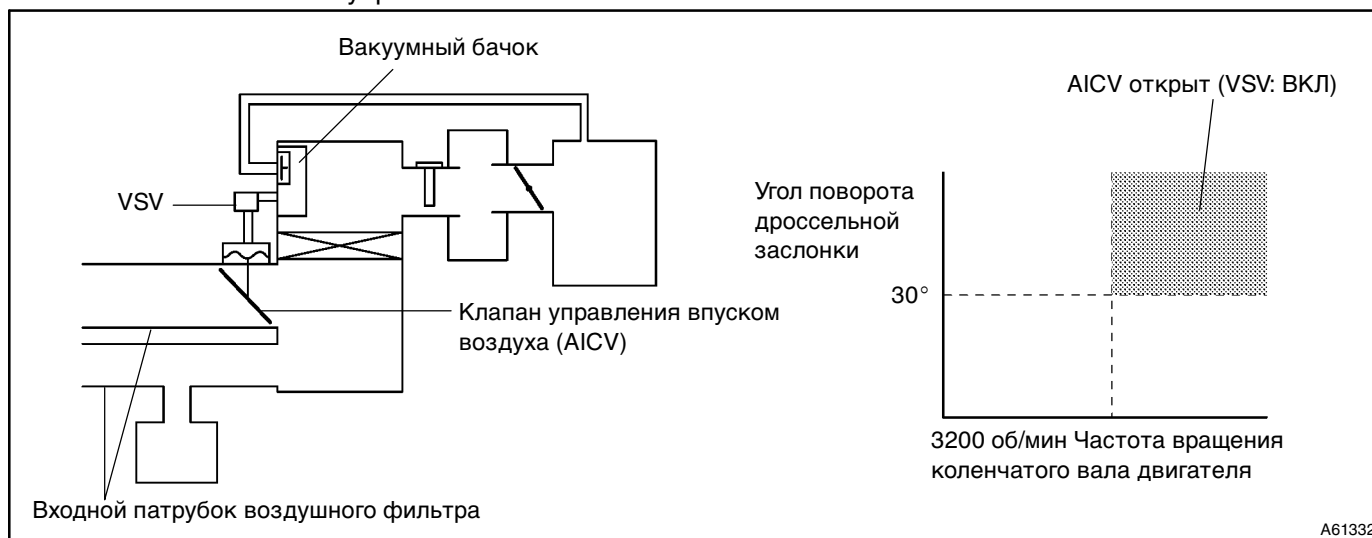 Вакуумный бачок
AICV открыт (VSV: ВКЛ)
VSV
Угол поворота
дроссельной
заслонки
30°
Клапан управления впуском
воздуха (AICV)
3200 об/мин Частота вращения
коленчатого вала двигателя
Входной патрубок воздушного фильтра
A61332